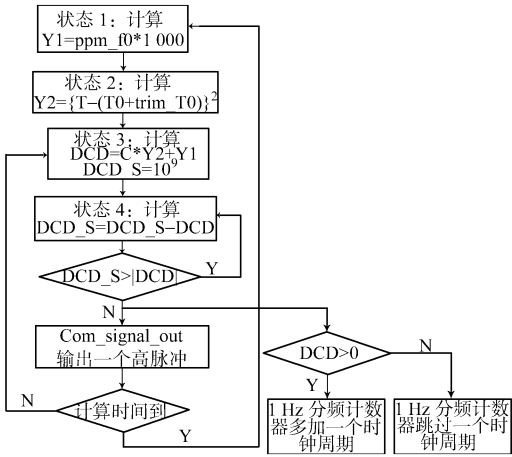 状态 1：计算
Y1=ppm_f0*1 000
状态 2：计算
Y2={T−(T0+trim_T0)}²
状态 3：计算
DCD=C*Y2+Y1
DCD_S=10⁹
状态 4：计算
DCD_S=DCD_S−DCD
DCD_S>|DCD|
Y
N
Com_signal_out
输出一个高脉冲
DCD>0
N
Y
计算时间到
N
Y
1 Hz 分频计数
器多加一个时
钟周期
1 Hz 分频计数
器跳过一个时
钟周期